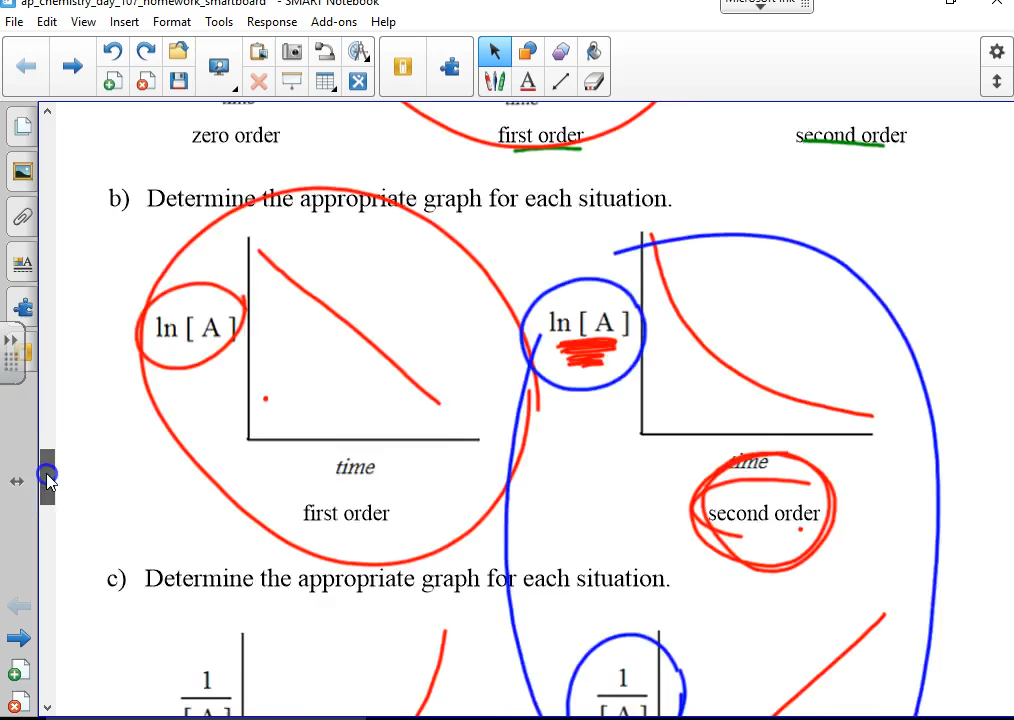 ap_chemistry_day_107_homework_smartboard * - SMART Notebook
File Edit View Insert Format Tools Response Add-ons Help
time time
zero order first order second order
b) Determine the appropriate graph for each situation.
ln [ A ] ln [ A ]
time time
first order second order
c) Determine the appropriate graph for each situation.
1 1
[ A ] [ A ]